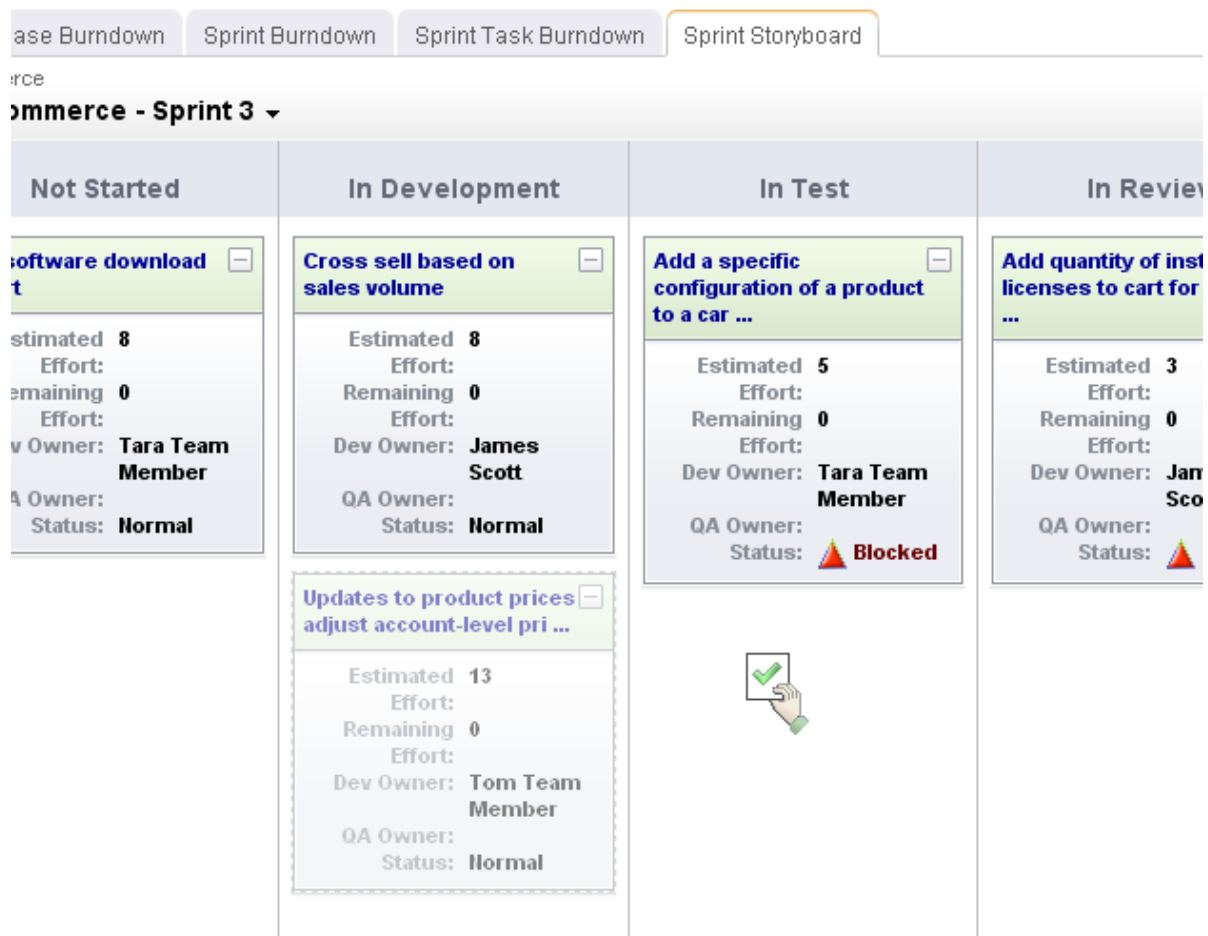 ase Burndown Sprint Burndown Sprint Task Burndown Sprint Storyboard
erce
ommerce - Sprint 3
Not Started In Development In Test In Review
software download
t
Estimated 8
Effort:
Remaining 0
Effort:
v Owner: Tara Team
Member
A Owner:
Status: Normal
Cross sell based on
sales volume
Estimated 8
Effort:
Remaining 0
Effort:
Dev Owner: James
Scott
QA Owner:
Status: Normal
Updates to product prices
adjust account-level pri ...
Estimated 13
Effort:
Remaining 0
Effort:
Dev Owner: Tom Team
Member
QA Owner:
Status: Normal
Add a specific
configuration of a product
to a car ...
Estimated 5
Effort:
Remaining 0
Effort:
Dev Owner: Tara Team
Member
QA Owner:
Status: Blocked
Add quantity of inst
licenses to cart for
...
Estimated 3
Effort:
Remaining 0
Effort:
Dev Owner: Jam
Sco
QA Owner:
Status: